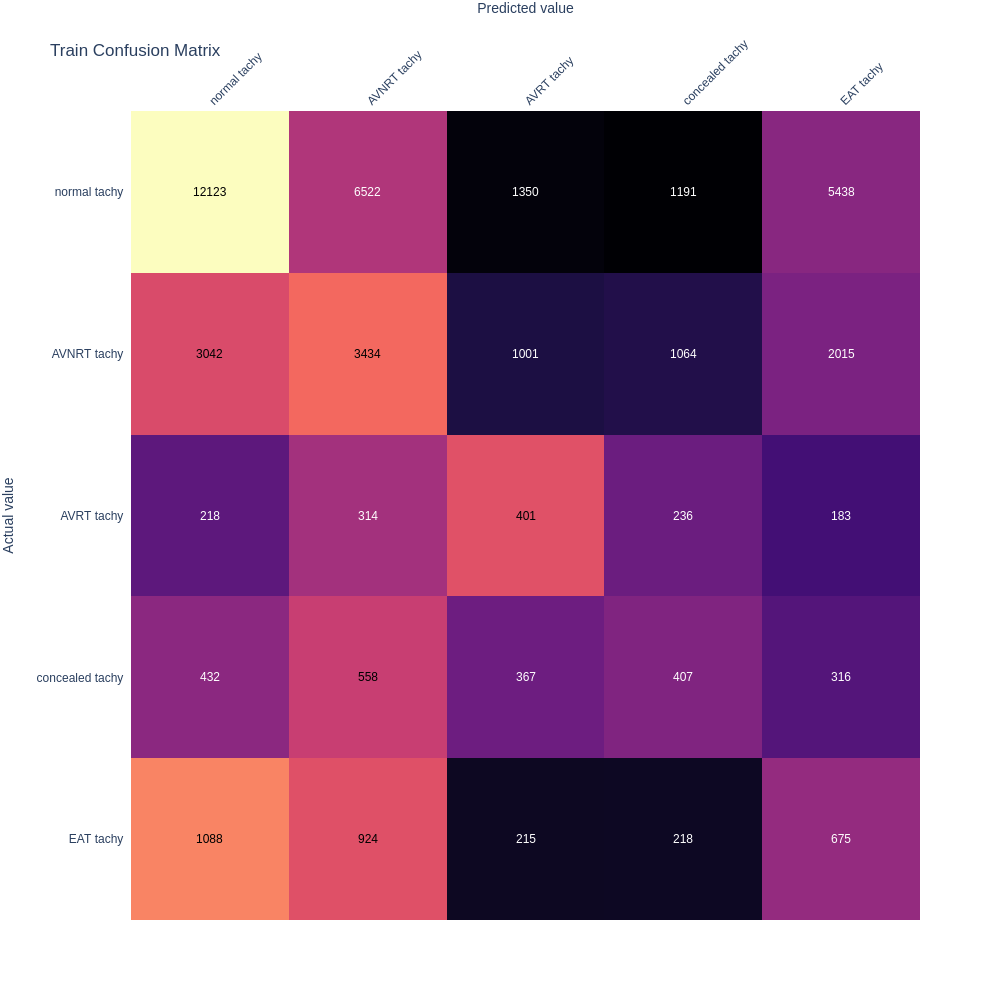 Predicted value
Train Confusion Matrix
normal tachy AVNRT tachy AVRT tachy concealed tachy EAT tachy
normal tachy 12123 6522 1350 1191 5438
AVNRT tachy 3042 3434 1001 1064 2015
AVRT tachy 218 314 401 236 183
concealed tachy 432 558 367 407 316
EAT tachy 1088 924 215 218 675
Actual value